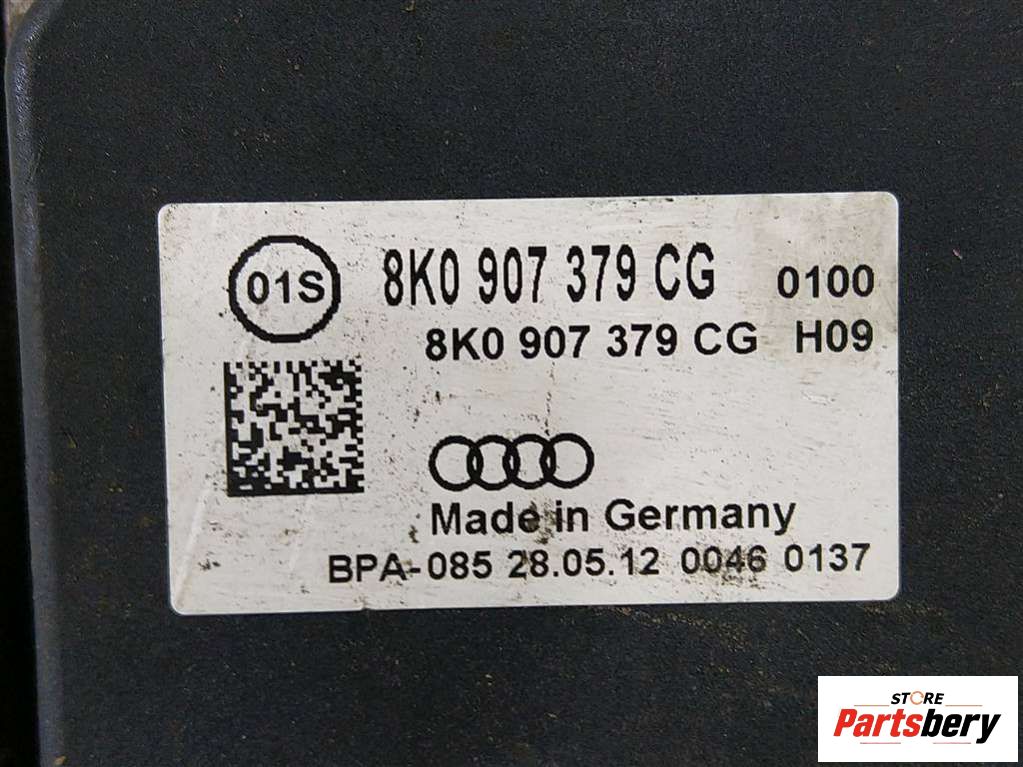 01S 8K0 907 379 CG 0100
8K0 907 379 CG H09
Made in Germany
BPA-085 28.05.12 0046 0137
STORE
Partsbery